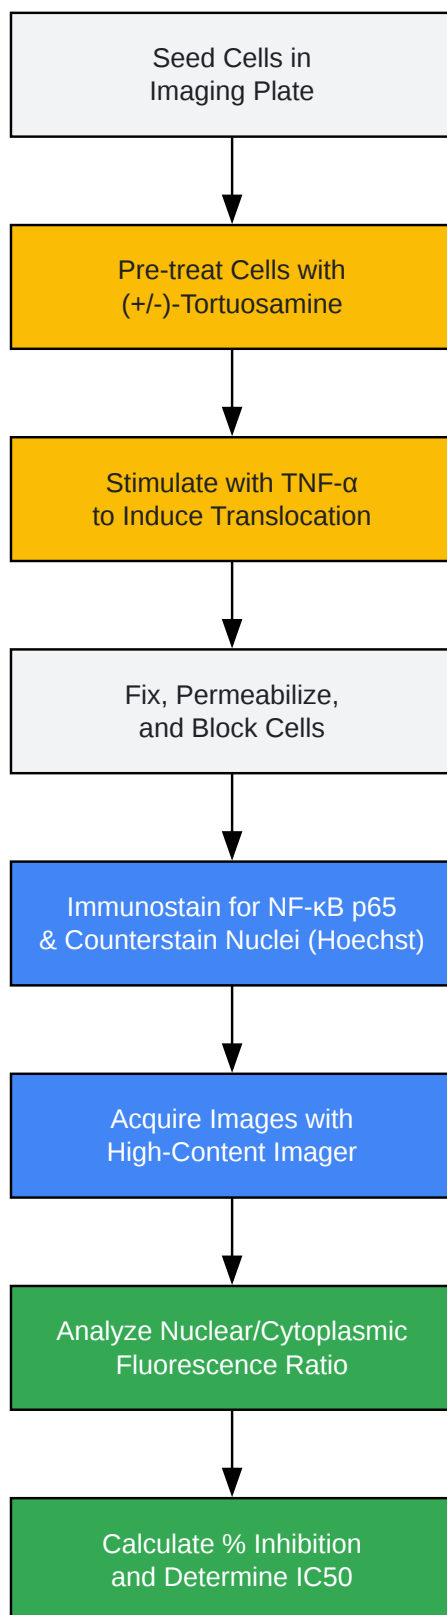 Seed Cells in
Imaging Plate
Pre-treat Cells with
(+/-)-Tortuosamine
Stimulate with TNF-α
to Induce Translocation
Fix, Permeabilize,
and Block Cells
Immunostain for NF-κB p65
& Counterstain Nuclei (Hoechst)
Acquire Images with
High-Content Imager
Analyze Nuclear/Cytoplasmic
Fluorescence Ratio
Calculate % Inhibition
and Determine IC50